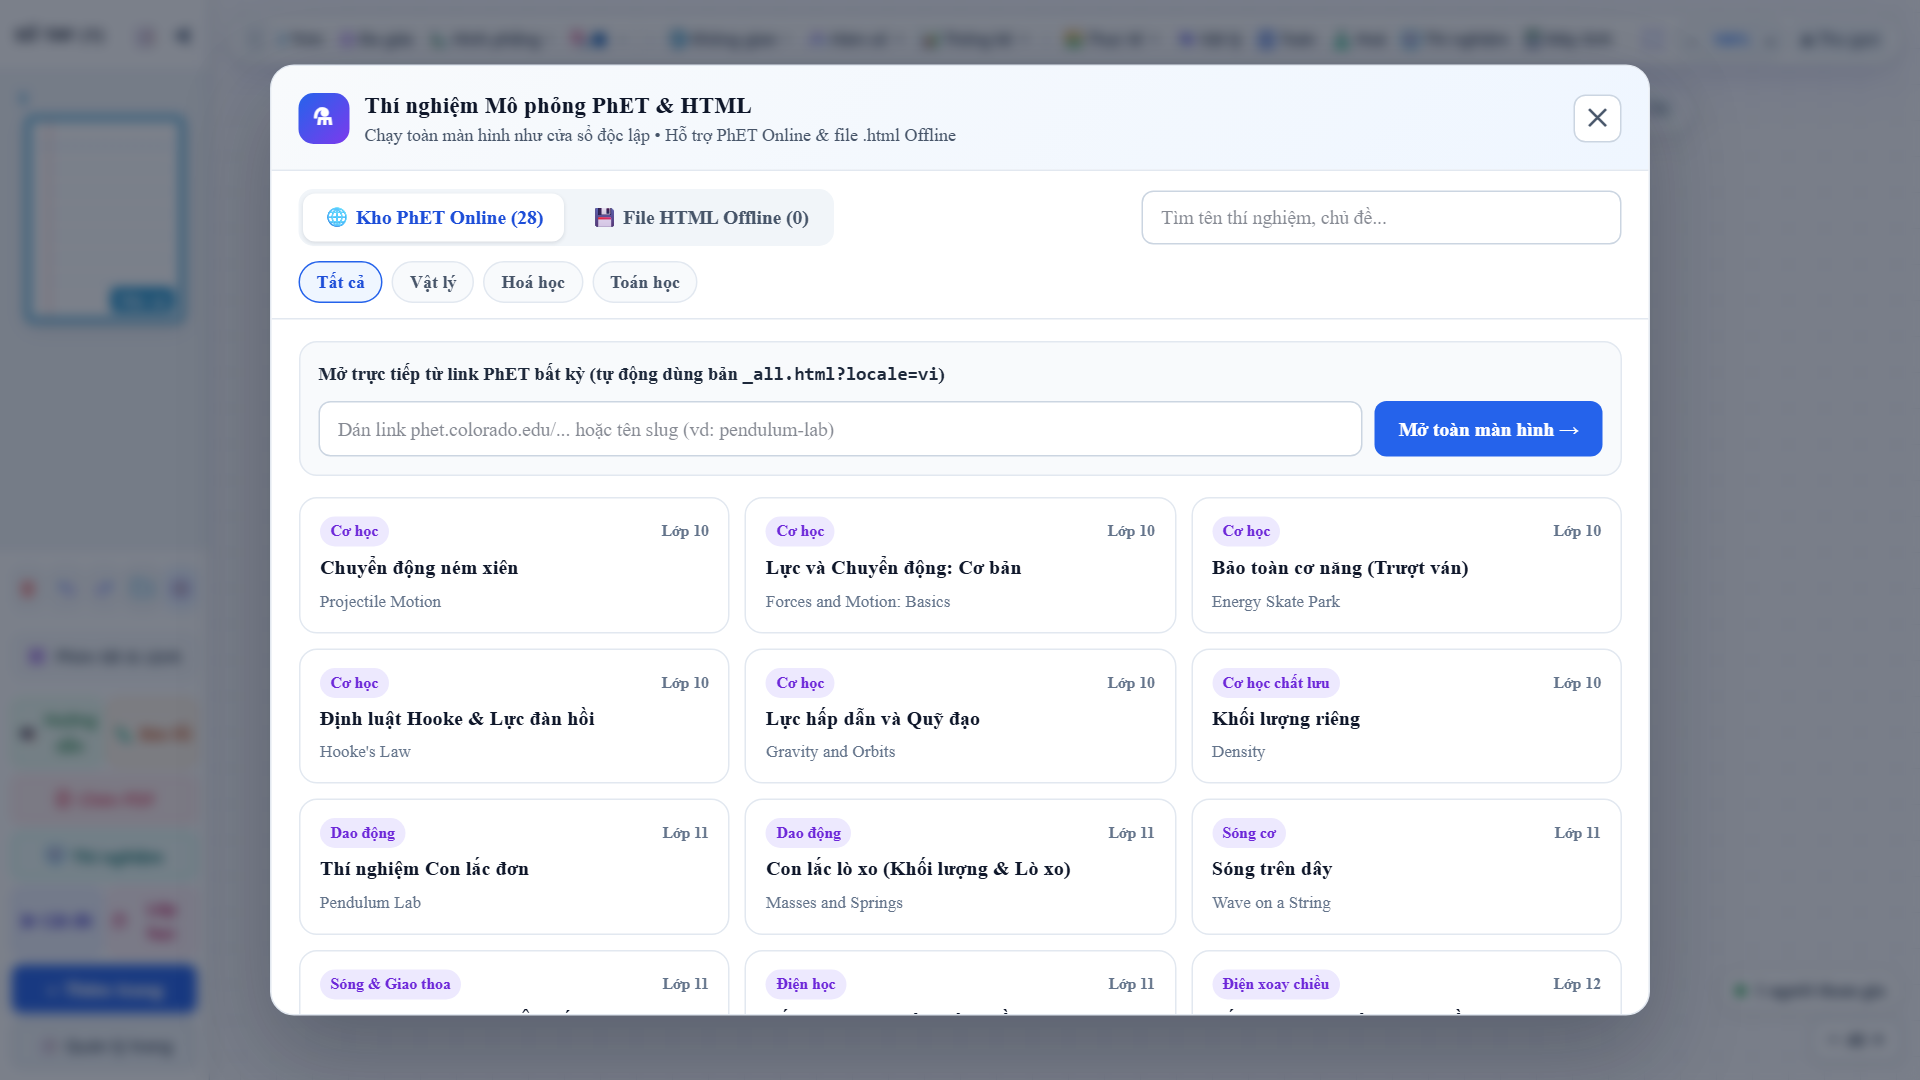 Thí nghiệm Mô phỏng PhET & HTML
Chạy toàn màn hình như cửa sổ độc lập • Hỗ trợ PhET Online & file .html Offline
Kho PhET Online (28)
File HTML Offline (0)
Tìm tên thí nghiệm, chủ đề...
Tất cả
Vật lý
Hoá học
Toán học
Mở trực tiếp từ link PhET bất kỳ (tự động dùng bản _all.html?locale=vi)
Dán link phet.colorado.edu/... hoặc tên slug (vd: pendulum-lab)
Mở toàn màn hình →
Cơ học
Lớp 10
Chuyển động ném xiên
Projectile Motion
Cơ học
Lớp 10
Lực và Chuyển động: Cơ bản
Forces and Motion: Basics
Cơ học
Lớp 10
Bảo toàn cơ năng (Trượt ván)
Energy Skate Park
Cơ học
Lớp 10
Định luật Hooke & Lực đàn hồi
Hooke's Law
Cơ học
Lớp 10
Lực hấp dẫn và Quỹ đạo
Gravity and Orbits
Cơ học chất lưu
Lớp 10
Khối lượng riêng
Density
Dao động
Lớp 11
Thí nghiệm Con lắc đơn
Pendulum Lab
Dao động
Lớp 11
Con lắc lò xo (Khối lượng & Lò xo)
Masses and Springs
Sóng cơ
Lớp 11
Sóng trên dây
Wave on a String
Sóng & Giao thoa
Lớp 11
Điện học
Lớp 11
Điện xoay chiều
Lớp 12